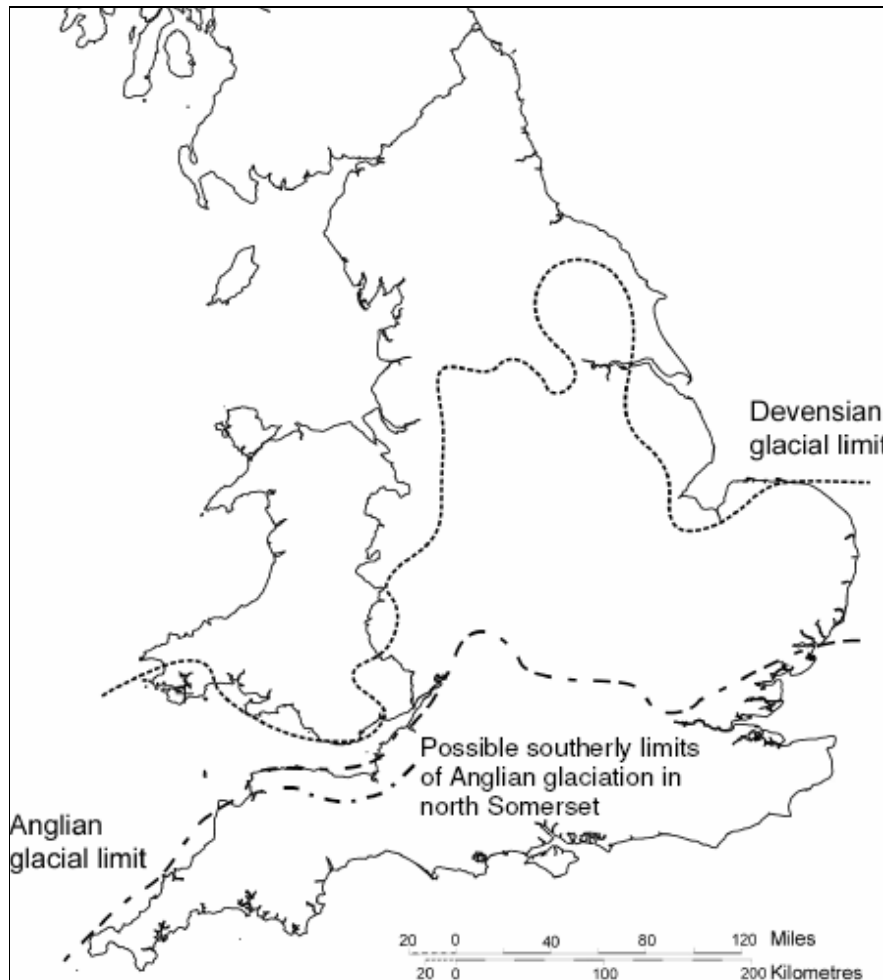 Devensian
glacial limit
Possible southerly limits
of Anglian glaciation in
north Somerset
Anglian
glacial limit
20 0 40 80 120 Miles
20 0 100 200 Kilometres